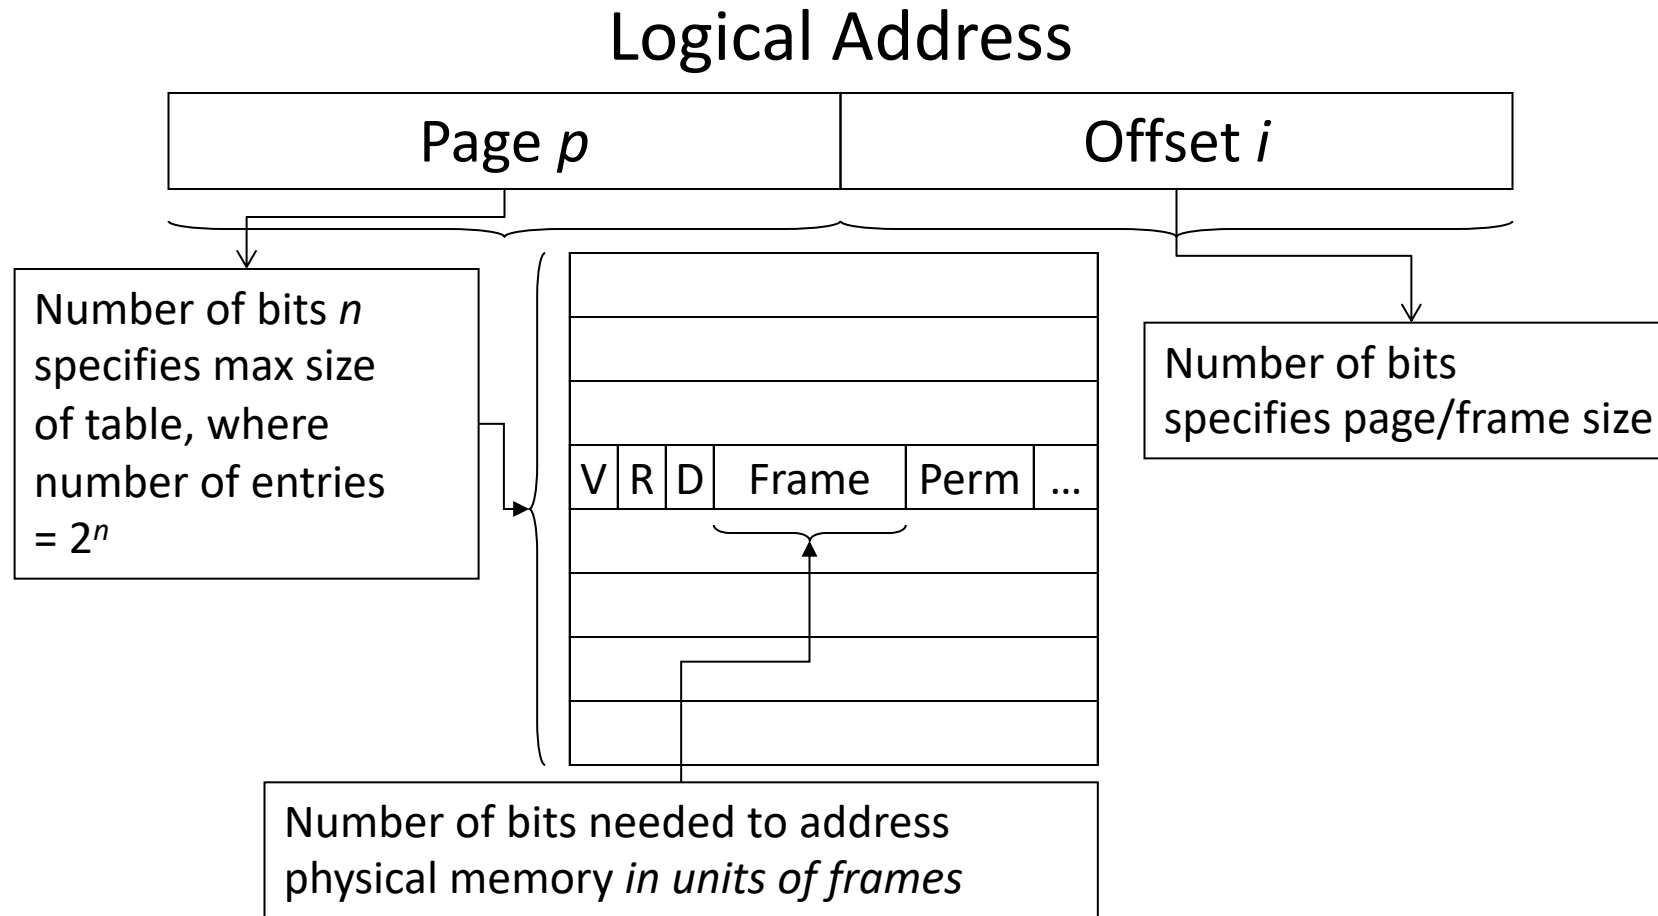 Logical Address
Page p
Offset i
Number of bits n
specifies max size
of table, where
number of entries
= 2ⁿ
Number of bits
specifies page/frame size
V R D Frame Perm ...
Number of bits needed to address
physical memory in units of frames